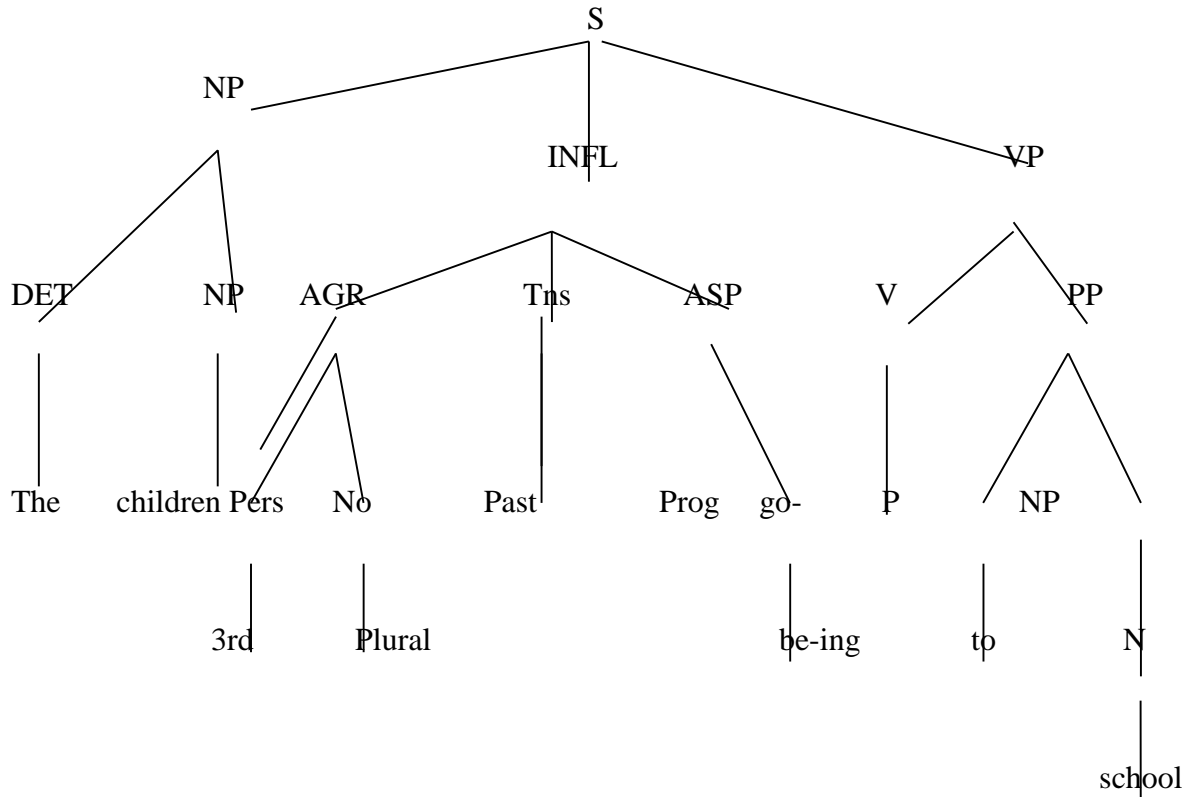 S
NP
INFL VP
DET NP AGR Tns ASP V PP
The children Pers No Past Prog go- P NP
3rd Plural be-ing to N
school